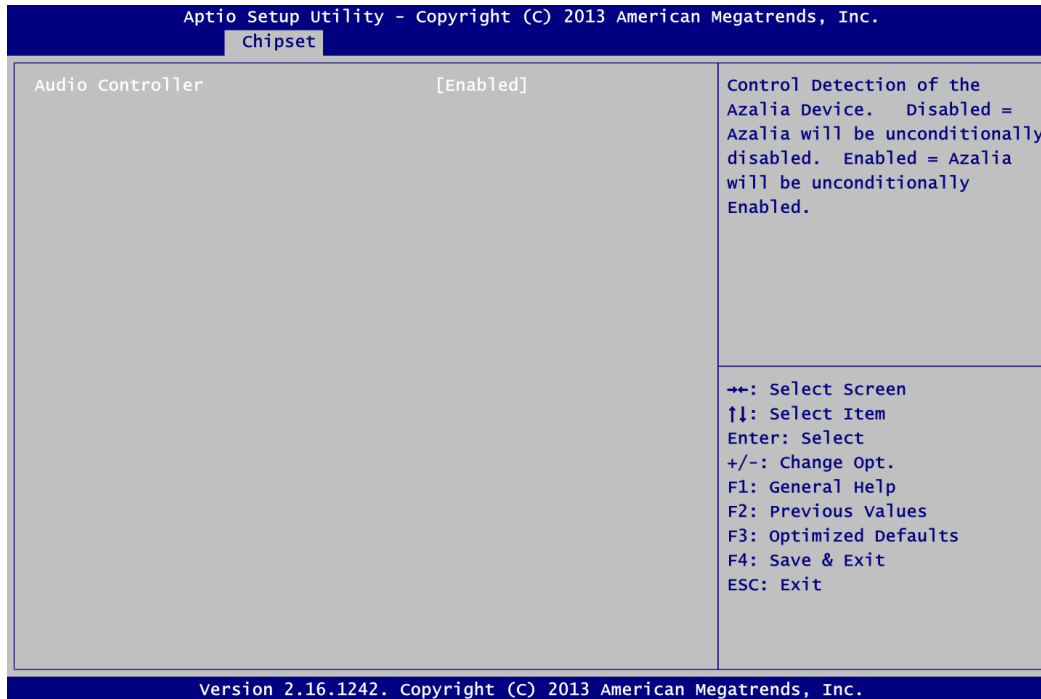 Aptio Setup Utility - Copyright (C) 2013 American Megatrends, Inc.
Chipset
Audio Controller [Enabled]
Control Detection of the
Azalia Device. Disabled =
Azalia will be unconditionally
disabled. Enabled = Azalia
will be unconditionally
Enabled.
→←: Select Screen
↑↓: Select Item
Enter: Select
+/-: Change Opt.
F1: General Help
F2: Previous Values
F3: Optimized Defaults
F4: Save & Exit
ESC: Exit
Version 2.16.1242. Copyright (C) 2013 American Megatrends, Inc.